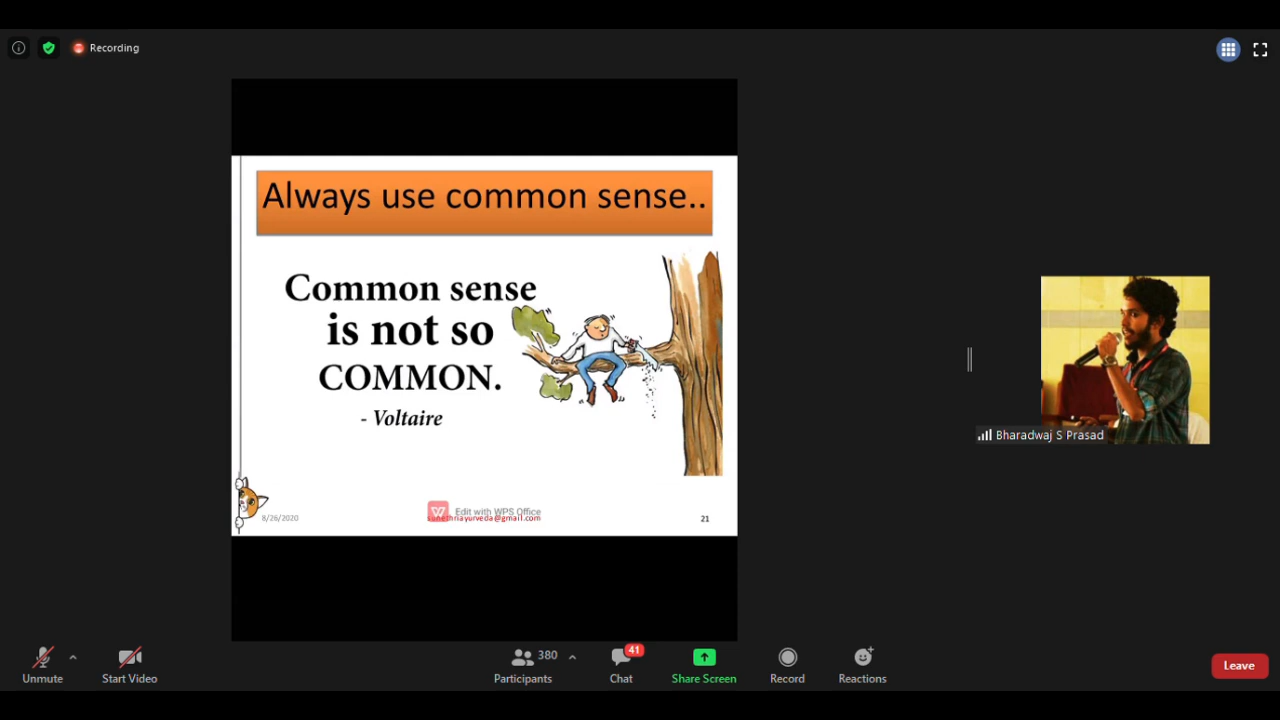 Recording
Always use common sense..
Common sense
is not so
COMMON.
- Voltaire
Bharadwaj S Prasad
8/26/2020
Edit with WPS Office
21
Unmute
Start Video
380
Participants
41
Chat
Share Screen
Record
Reactions
Leave